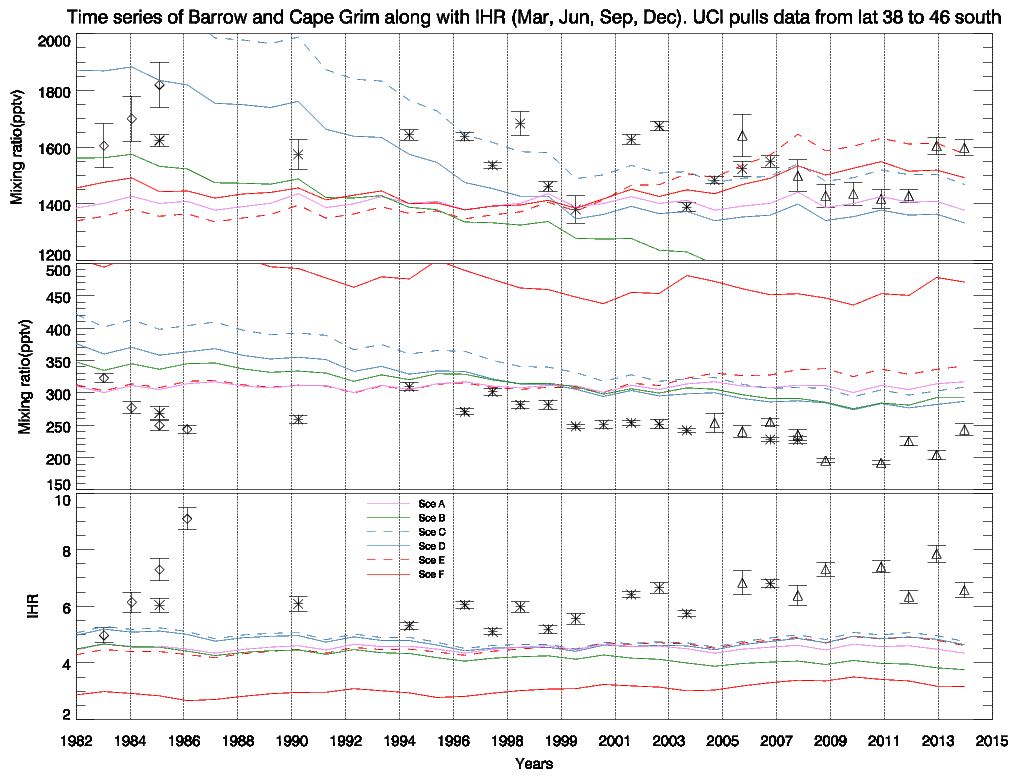 Time series of Barrow and Cape Grim along with IHR (Mar, Jun, Sep, Dec). UCI pulls data from lat 38 to 46 south
2000
1800
1600
1400
1200
Mixing ratio(pptv)
500
450
400
350
300
250
200
150
Mixing ratio(pptv)
10
8
6
4
2
IHR
Sce A
Sce B
Sce C
Sce D
Sce E
Sce F
1982 1984 1986 1988 1990 1992 1994 1996 1998 2000 2001 2003 2005 2007 2009 2011 2013 2015
Years